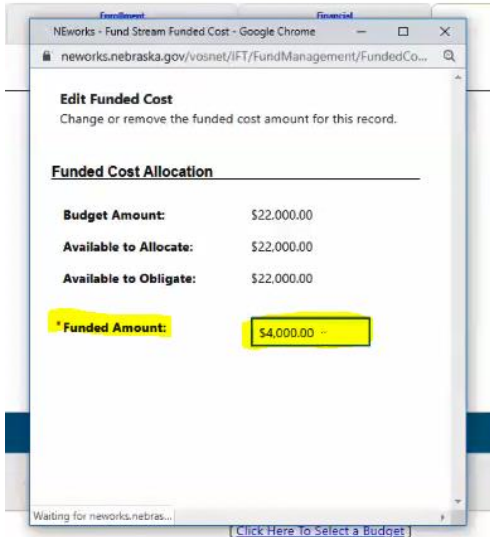 Enrollment
Financial
NEworks - Fund Stream Funded Cost - Google Chrome
neworks.nebraska.gov/vosnet/IFT/FundManagement/FundedCo...
Edit Funded Cost
Change or remove the funded cost amount for this record.
Funded Cost Allocation
Budget Amount: $22,000.00
Available to Allocate: $22,000.00
Available to Obligate: $22,000.00
*Funded Amount: $4,000.00
Waiting for neworks.nebras...
[ Click Here To Select a Budget ]